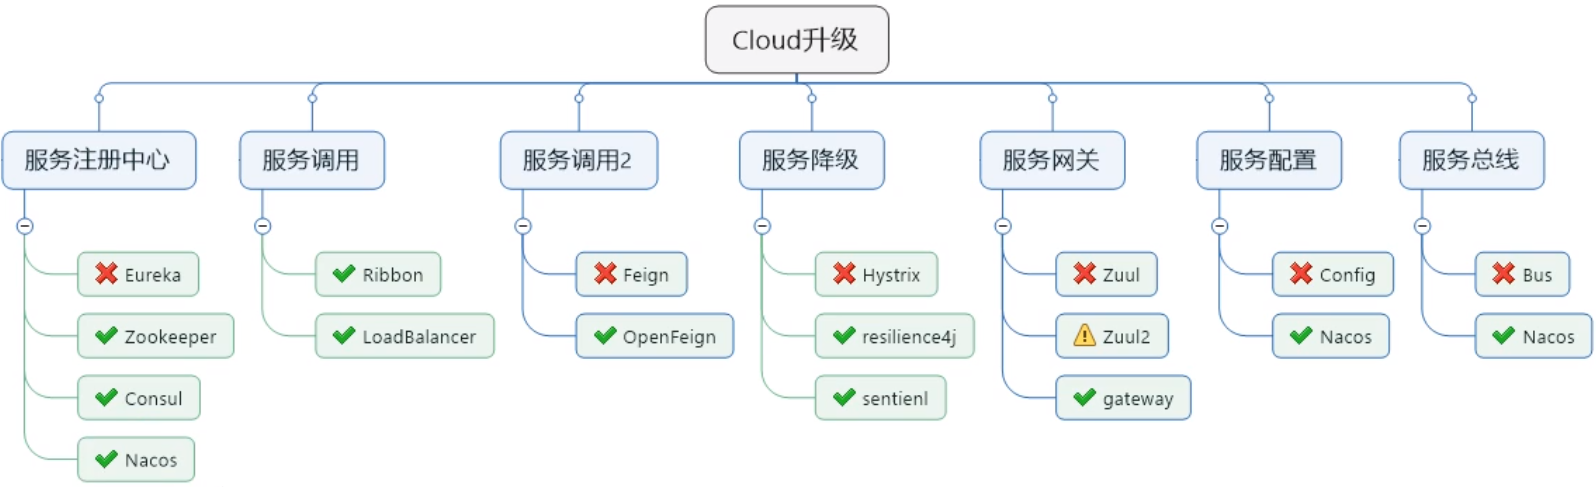 Cloud升级
服务注册中心
服务调用
服务调用2
服务降级
服务网关
服务配置
服务总线
Eureka
Ribbon
Feign
Hystrix
Zuul
Config
Bus
Zookeeper
LoadBalancer
OpenFeign
resilience4j
Zuul2
Nacos
Nacos
Consul
sentienl
gateway
Nacos